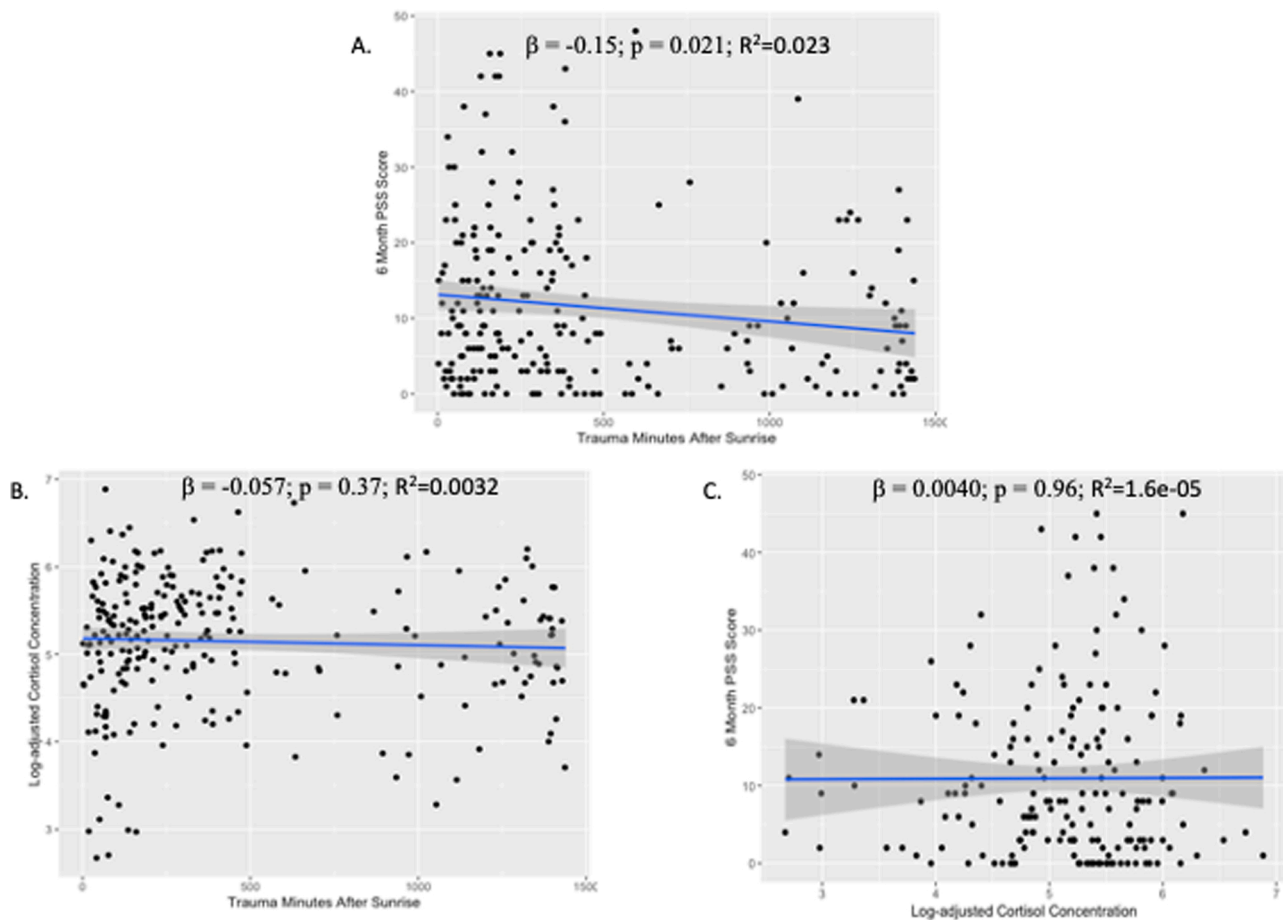 A.
β = -0.15; p = 0.021; R²=0.023
50
40
30
20
10
0
6 Month PSS Score
0 500 1000 1500
Trauma Minutes After Sunrise
B.
β = -0.057; p = 0.37; R²=0.0032
7
6
5
4
3
Log-adjusted Cortisol Concentration
0 500 1000 1500
Trauma Minutes After Sunrise
C.
β = 0.0040; p = 0.96; R²=1.6e-05
50
40
30
20
10
0
6 Month PSS Score
3 4 5 6 7
Log-adjusted Cortisol Concentration